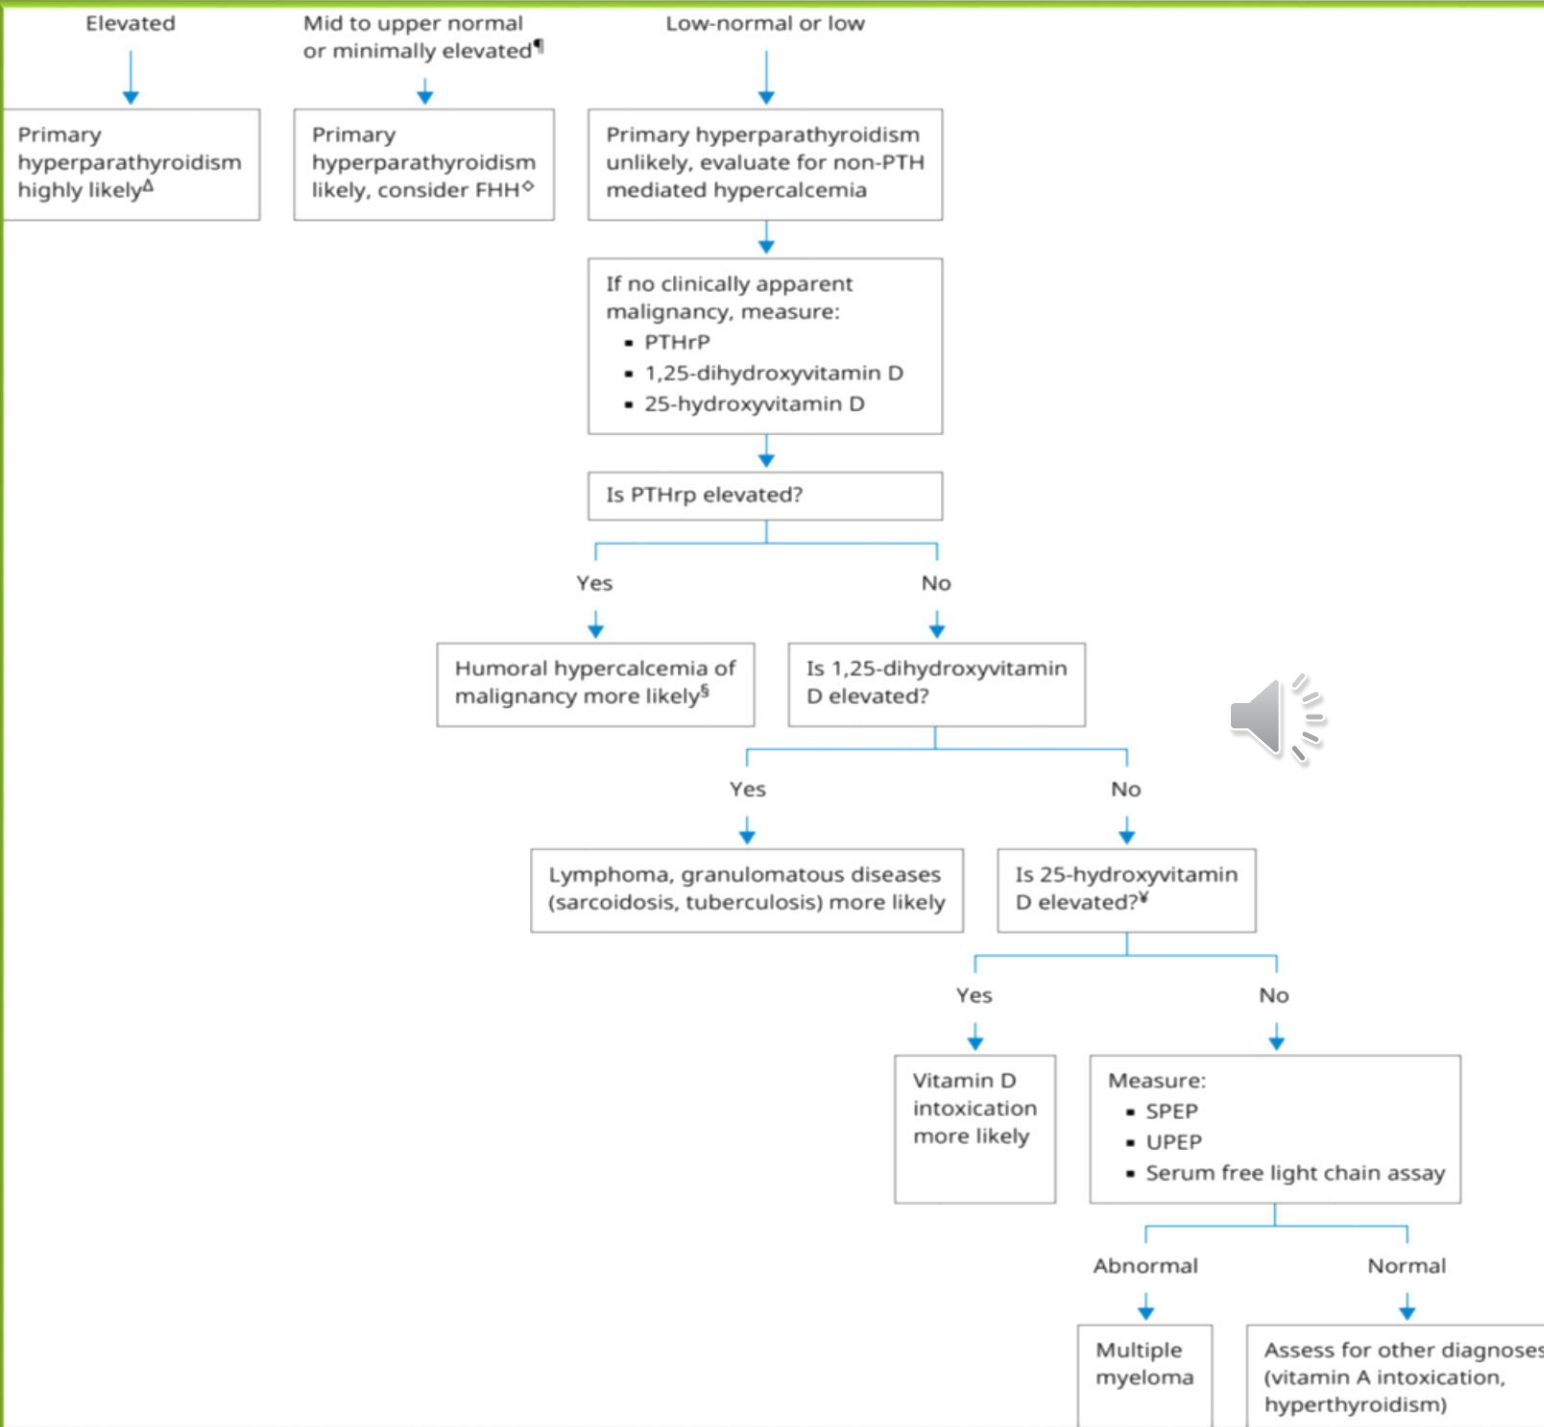 Elevated
Mid to upper normal
or minimally elevated¶
Low-normal or low
Primary
hyperparathyroidism
highly likelyΔ
Primary
hyperparathyroidism
likely, consider FHH◇
Primary hyperparathyroidism
unlikely, evaluate for non-PTH
mediated hypercalcemia
If no clinically apparent
malignancy, measure:
▪ PTHrP
▪ 1,25-dihydroxyvitamin D
▪ 25-hydroxyvitamin D
Is PTHrp elevated?
Yes
No
Humoral hypercalcemia of
malignancy more likely§
Is 1,25-dihydroxyvitamin
D elevated?
Yes
No
Lymphoma, granulomatous diseases
(sarcoidosis, tuberculosis) more likely
Is 25-hydroxyvitamin
D elevated?¥
Yes
No
Vitamin D
intoxication
more likely
Measure:
▪ SPEP
▪ UPEP
▪ Serum free light chain assay
Abnormal
Normal
Multiple
myeloma
Assess for other diagnoses
(vitamin A intoxication,
hyperthyroidism)